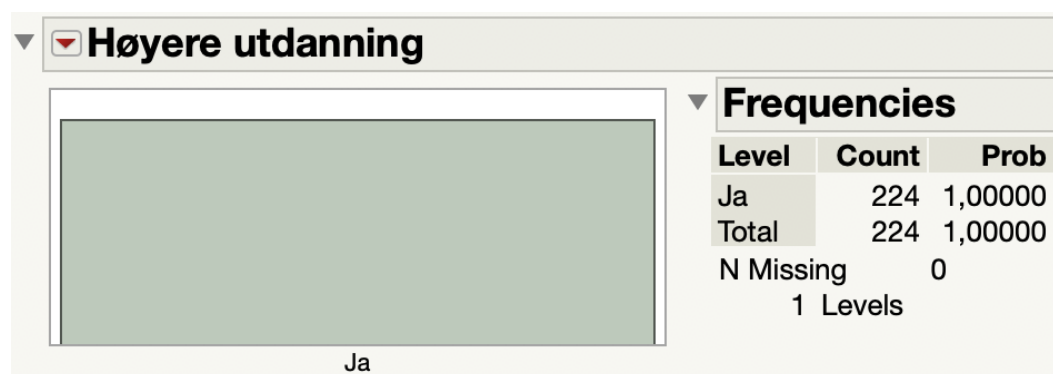 Høyere utdanning
Ja
Frequencies
Level Count Prob
Ja 224 1,00000
Total 224 1,00000
N Missing 0
1 Levels